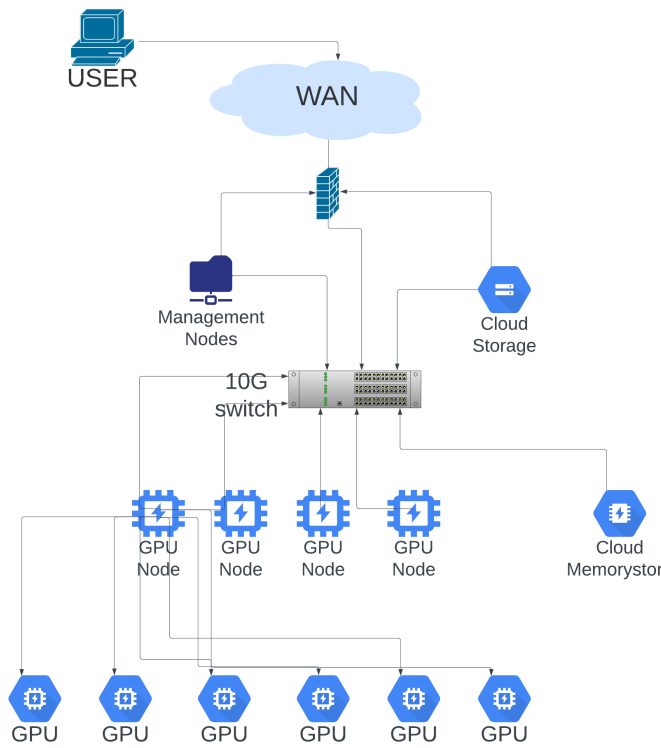 USER
WAN
Management
Nodes
Cloud
Storage
10G
switch
GPU
Node
GPU
Node
GPU
Node
GPU
Node
Cloud
Memorystor
GPU
GPU
GPU
GPU
GPU
GPU